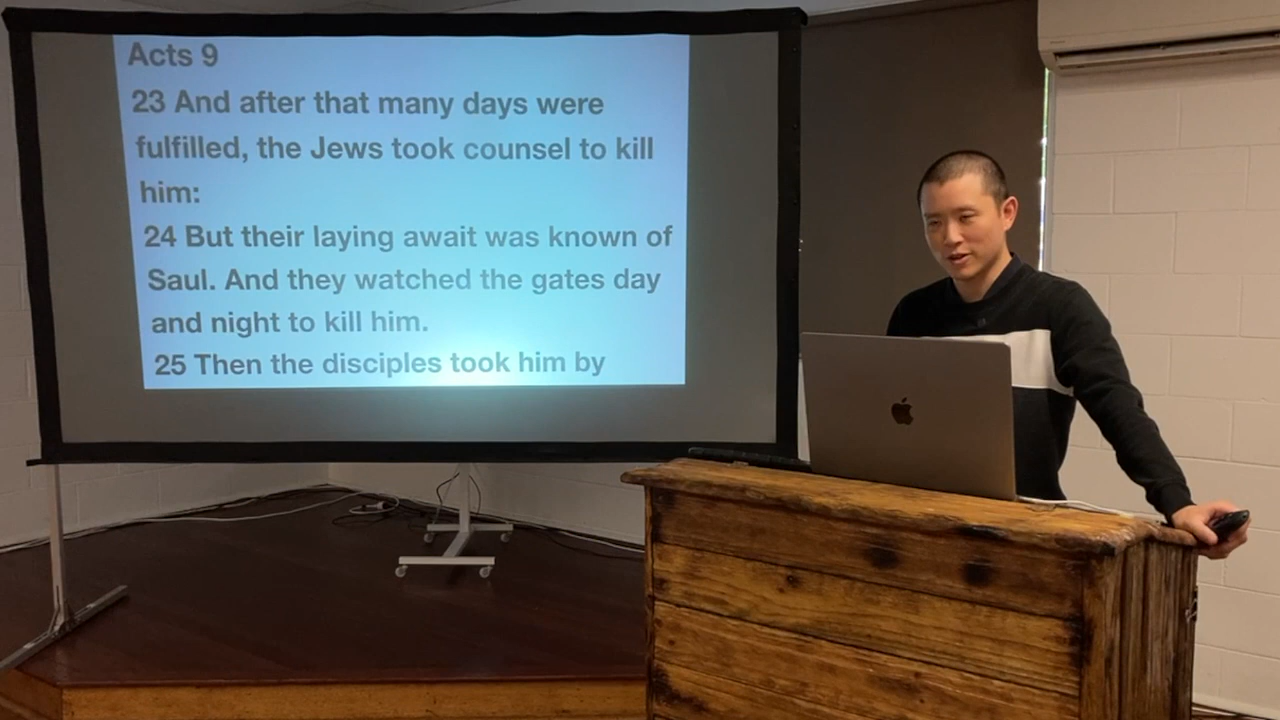 Acts 9
23 And after that many days were
fulfilled, the Jews took counsel to kill
him:
24 But their laying await was known of
Saul. And they watched the gates day
and night to kill him.
25 Then the disciples took him by